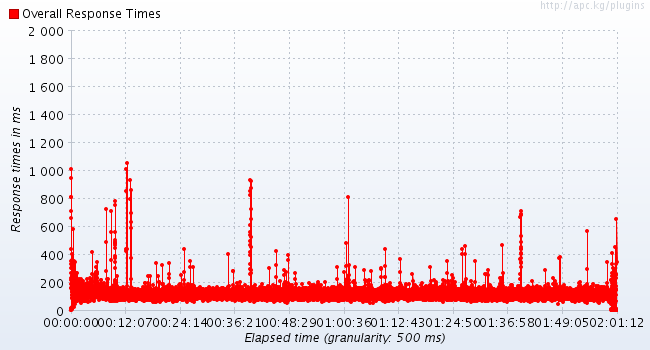 http://apc.kg/plugins
Overall Response Times
2 000
1 800
1 600
1 400
1 200
1 000
800
600
400
200
0
Response times in ms
00:00:00 00:12:07 00:24:14 00:36:21 00:48:29 01:00:36 01:12:43 01:24:50 01:36:58 01:49:05 02:01:12
Elapsed time (granularity: 500 ms)